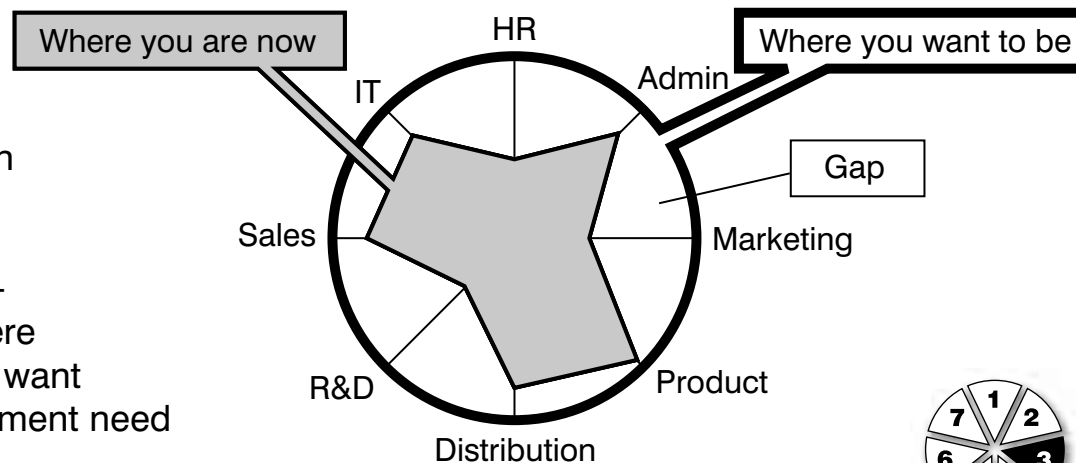 Where you are now
HR
Where you want to be
Admin
IT
Gap
Sales
Marketing
ere
want
ment need
R&D
Product
Distribution
7
1
2
6
3